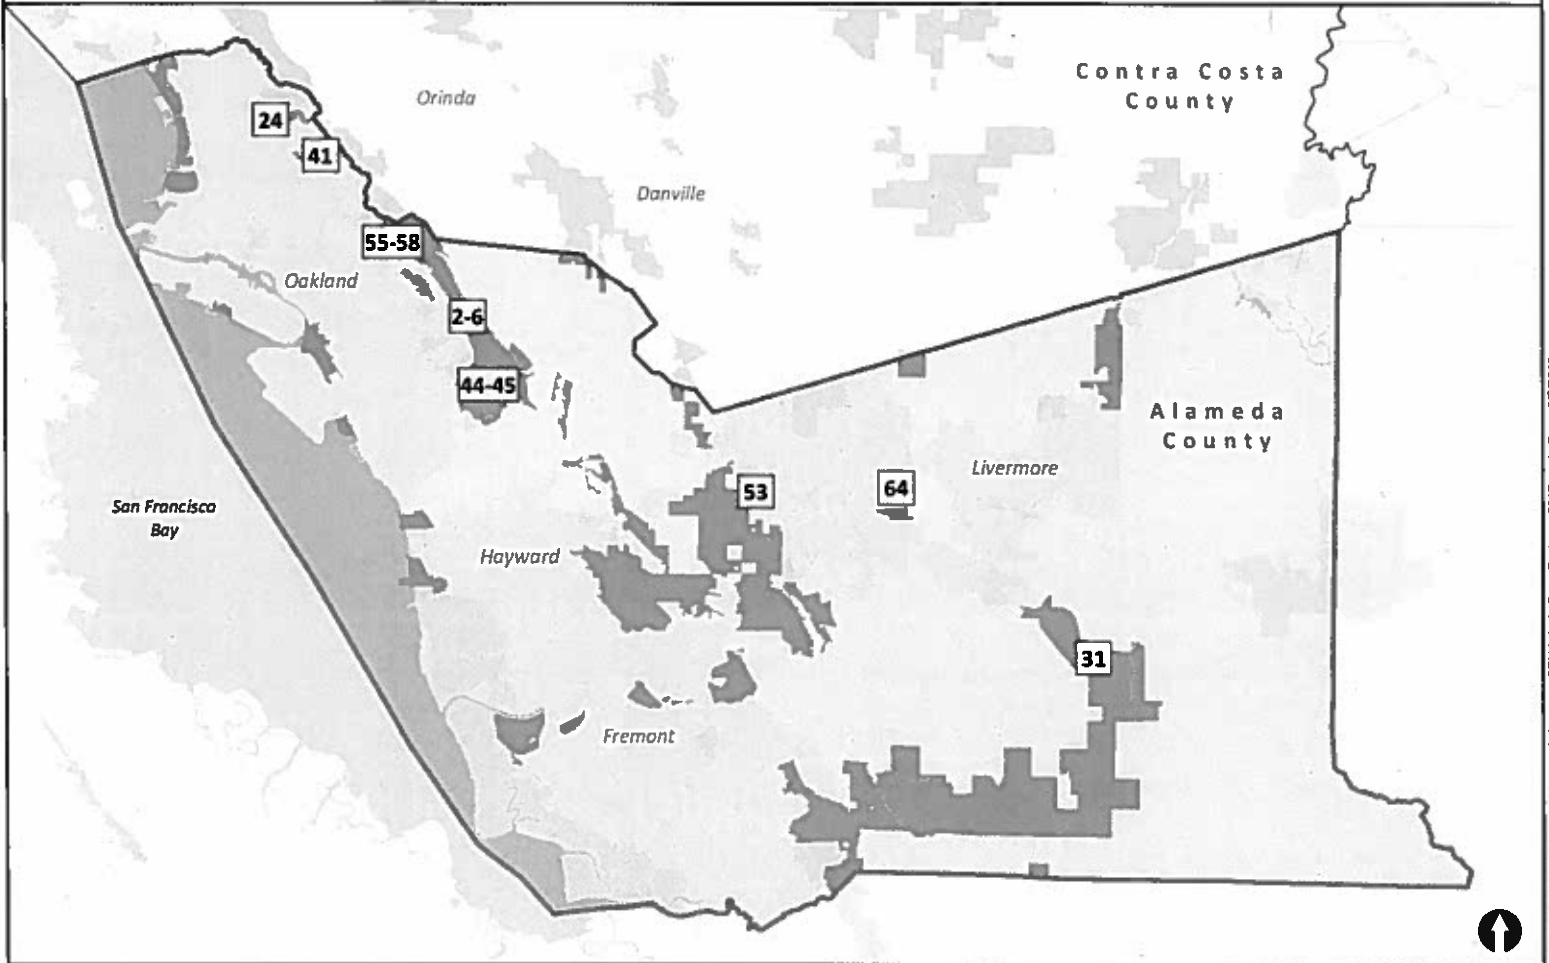 Contra Costa
County
Orinda
24
41
Danville
55-58
Oakland
2-6
44-45
Alameda
County
Livermore
53
64
San Francisco
Bay
Hayward
31
Fremont